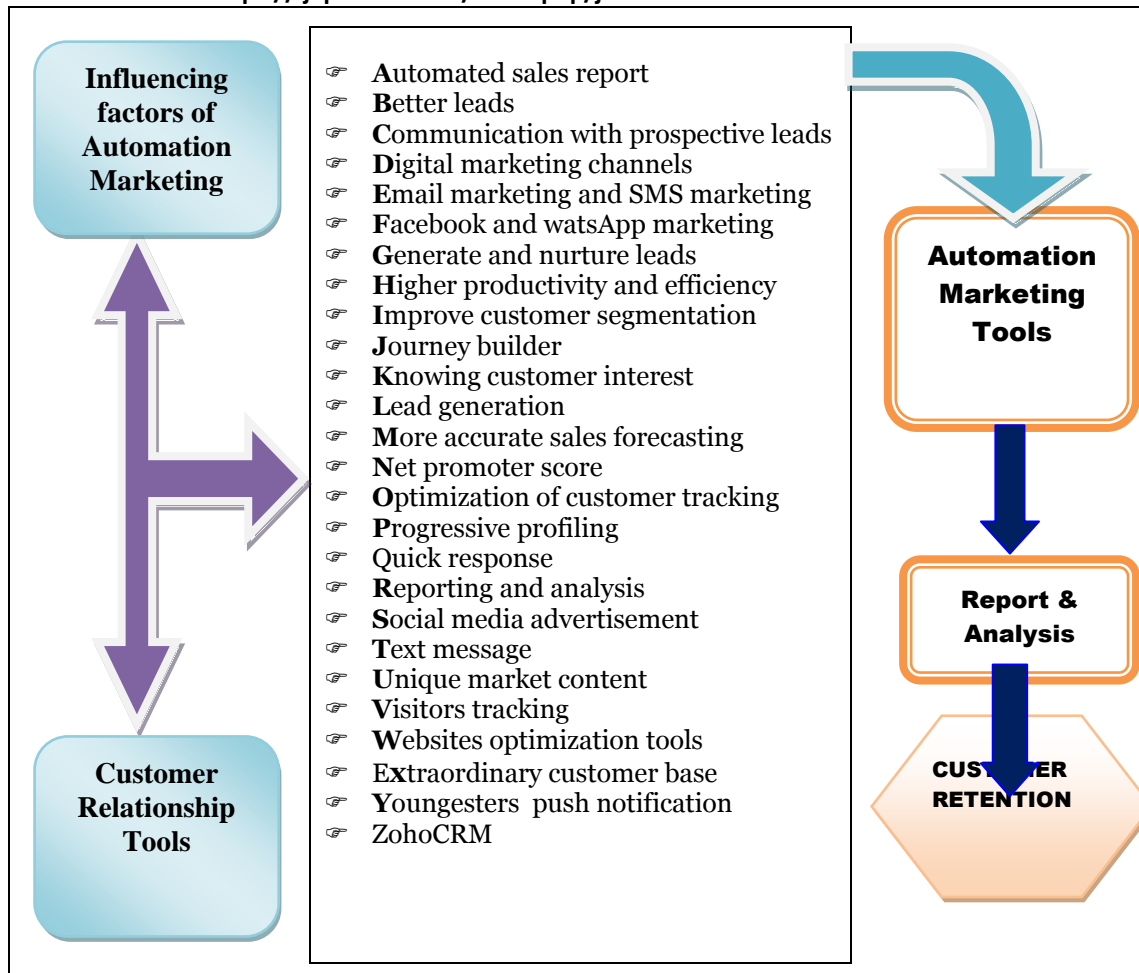 Influencing
factors of
Automation
Marketing
Automated sales report
Better leads
Communication with prospective leads
Digital marketing channels
Email marketing and SMS marketing
Facebook and watsApp marketing
Generate and nurture leads
Higher productivity and efficiency
Improve customer segmentation
Journey builder
Knowing customer interest
Lead generation
More accurate sales forecasting
Net promoter score
Optimization of customer tracking
Progressive profiling
Quick response
Reporting and analysis
Social media advertisement
Text message
Unique market content
Visitors tracking
Websites optimization tools
Extraordinary customer base
Youngesters push notification
ZohoCRM
Customer
Relationship
Tools
Automation
Marketing
Tools
Report &
Analysis
CUSTOMER
RETENTION